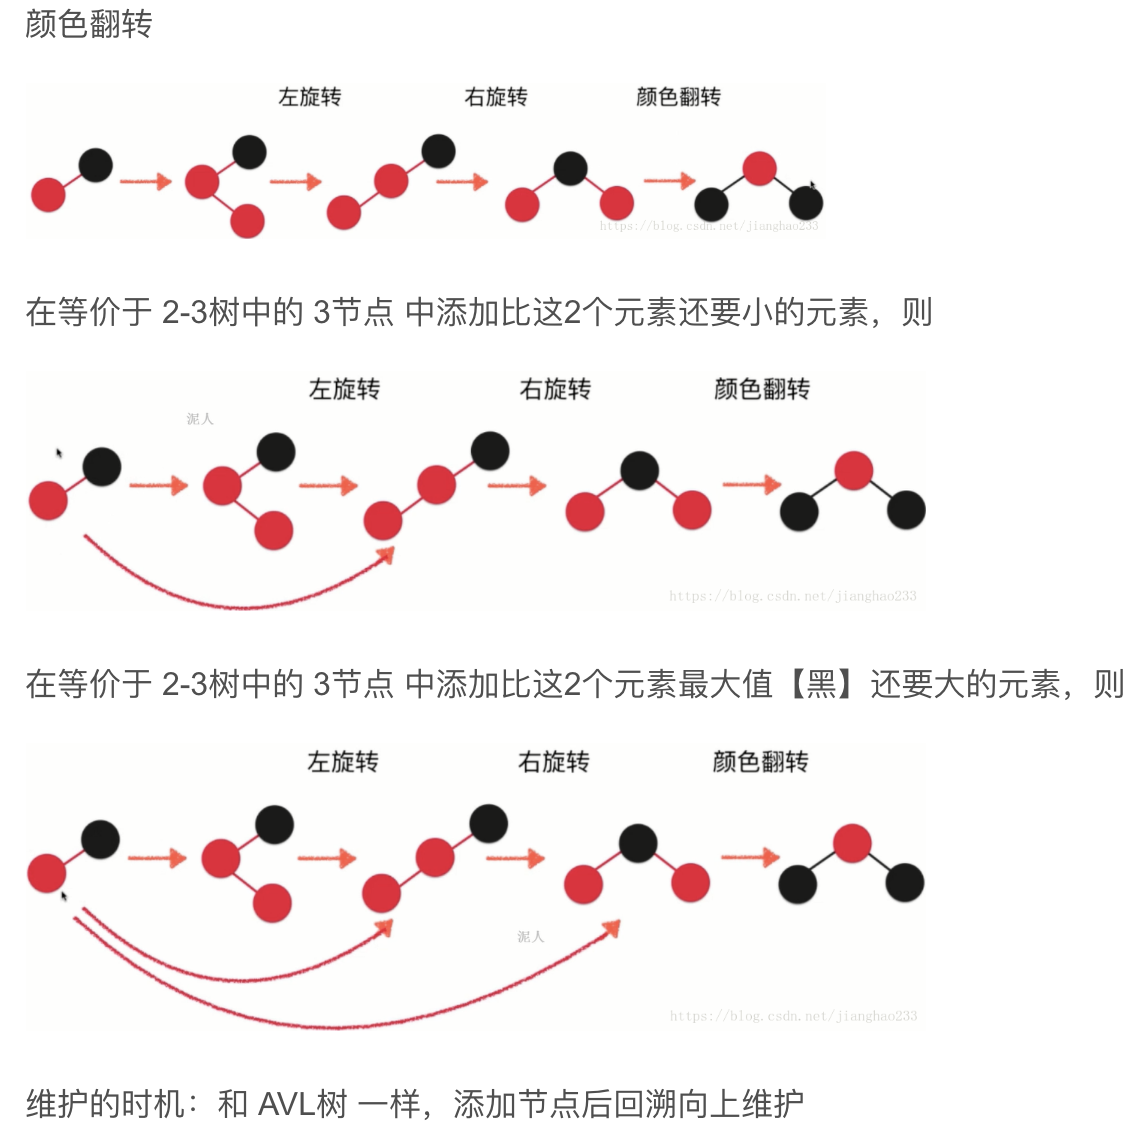 颜色翻转
左旋转 右旋转 颜色翻转
https://blog.csdn.net/jianghao233
在等价于 2-3树中的 3节点 中添加比这2个元素还要小的元素，则
左旋转 右旋转 颜色翻转
泥人
https://blog.csdn.net/jianghao233
在等价于 2-3树中的 3节点 中添加比这2个元素最大值【黑】还要大的元素，则
左旋转 右旋转 颜色翻转
泥人
https://blog.csdn.net/jianghao233
维护的时机：和 AVL树 一样，添加节点后回溯向上维护